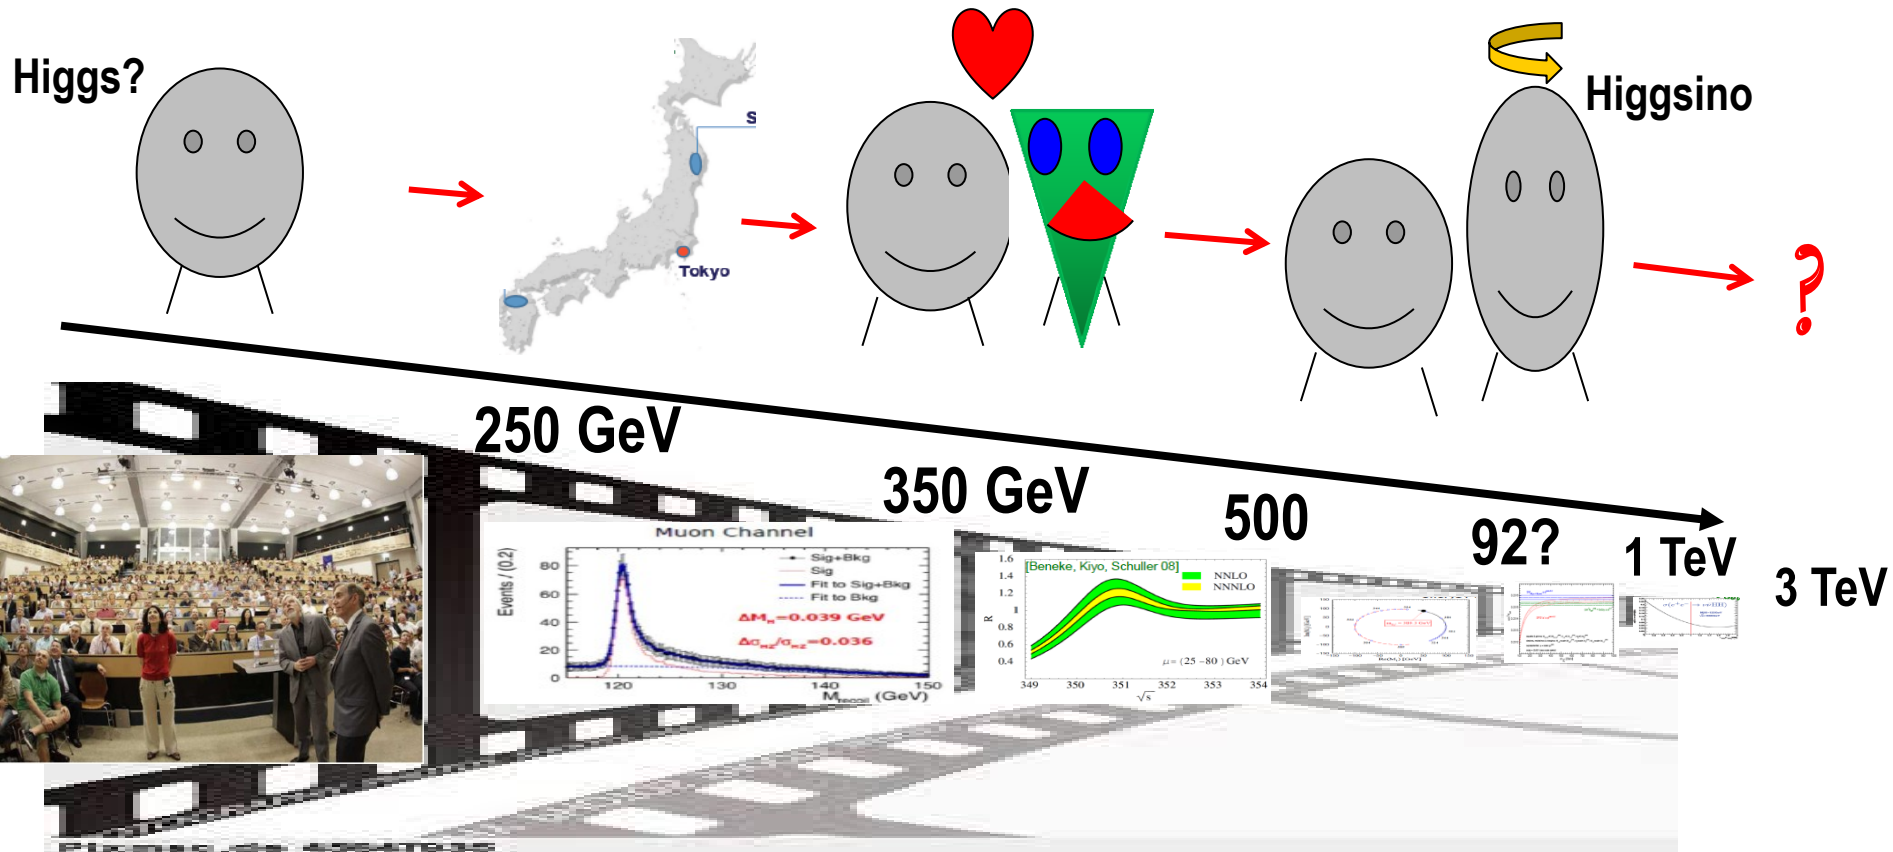 Higgs?
S
Tokyo
Higgsino
?
250 GeV
350 GeV
500
92?
1 TeV
3 TeV
Muon Channel
Events / (0.2)
80
60
40
20
0
Sig+Bkg
Sig
Fit to Sig+Bkg
Fit to Bkg
ΔM_H=0.039 GeV
Δσ_HZ/σ_HZ=0.036
120 130 140 150
M_recoil (GeV)
[Beneke, Kiyo, Schuller 08]
NNLO
NNNLO
R
1.6
1.4
1.2
1
0.8
0.6
0.4
μ = (25 – 80 ) GeV
349 350 351 352 353 354
√s